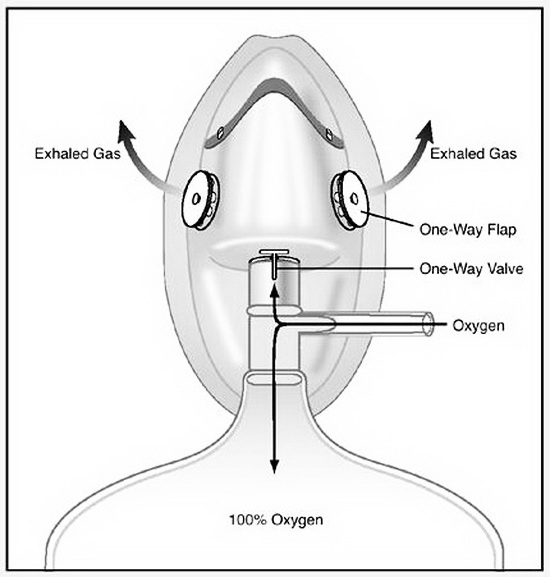 Exhaled Gas
Exhaled Gas
One-Way Flap
One-Way Valve
Oxygen
100% Oxygen